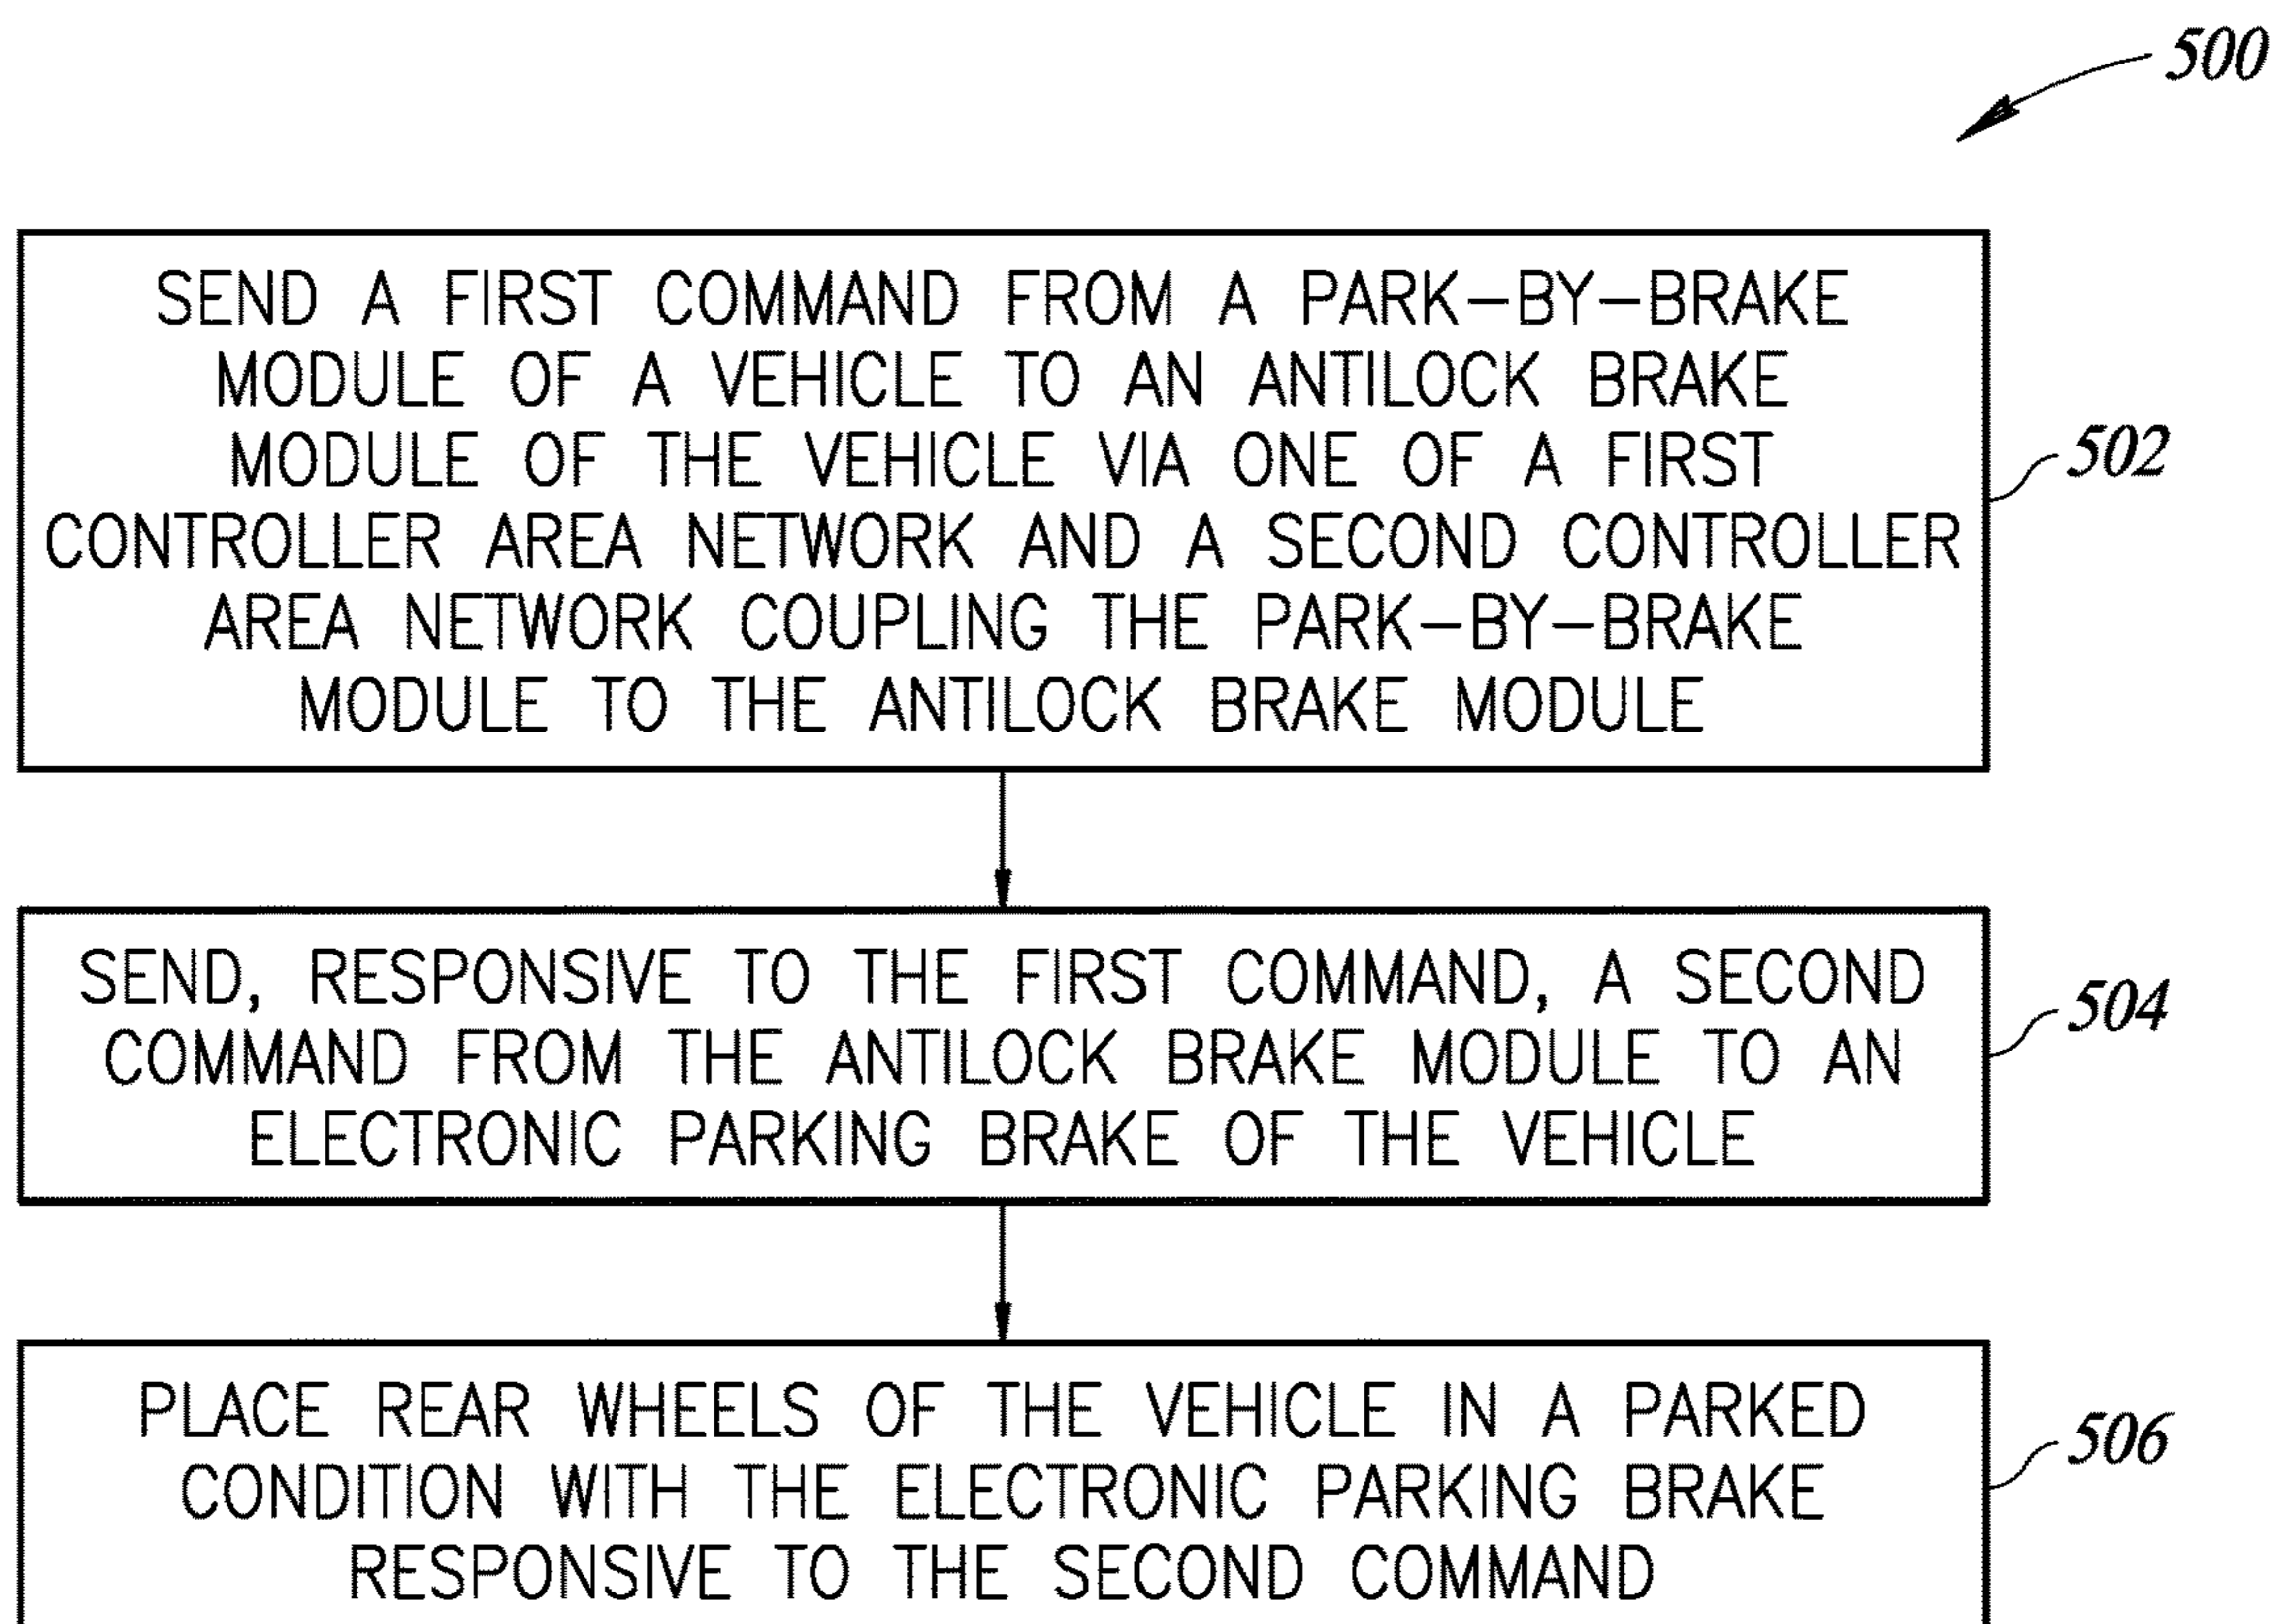 500
SEND A FIRST COMMAND FROM A PARK-BY-BRAKE
MODULE OF A VEHICLE TO AN ANTILOCK BRAKE
MODULE OF THE VEHICLE VIA ONE OF A FIRST
CONTROLLER AREA NETWORK AND A SECOND CONTROLLER
AREA NETWORK COUPLING THE PARK-BY-BRAKE
MODULE TO THE ANTILOCK BRAKE MODULE
502
SEND, RESPONSIVE TO THE FIRST COMMAND, A SECOND
COMMAND FROM THE ANTILOCK BRAKE MODULE TO AN
ELECTRONIC PARKING BRAKE OF THE VEHICLE
504
PLACE REAR WHEELS OF THE VEHICLE IN A PARKED
CONDITION WITH THE ELECTRONIC PARKING BRAKE
RESPONSIVE TO THE SECOND COMMAND
506